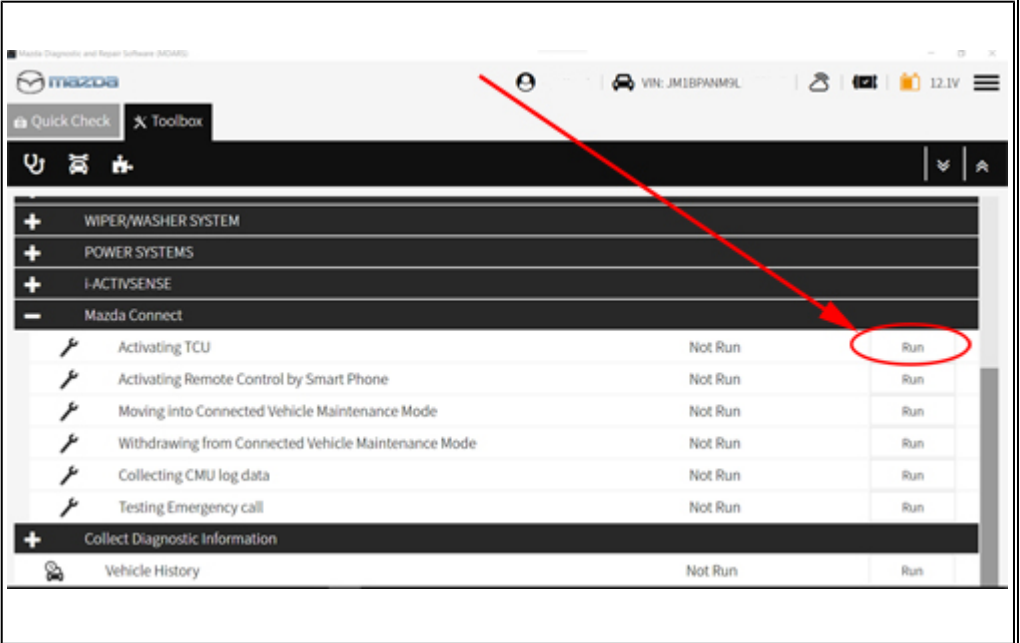 Mazda Diagnostic and Repair Software (MDARS)
mazda VIN: JM1BPANM9L 12.1V
Quick Check Toolbox
WIPER/WASHER SYSTEM
POWER SYSTEMS
i-ACTIVSENSE
Mazda Connect
Activating TCU Not Run Run
Activating Remote Control by Smart Phone Not Run Run
Moving into Connected Vehicle Maintenance Mode Not Run Run
Withdrawing from Connected Vehicle Maintenance Mode Not Run Run
Collecting CMU log data Not Run Run
Testing Emergency call Not Run Run
Collect Diagnostic Information
Vehicle History Not Run Run